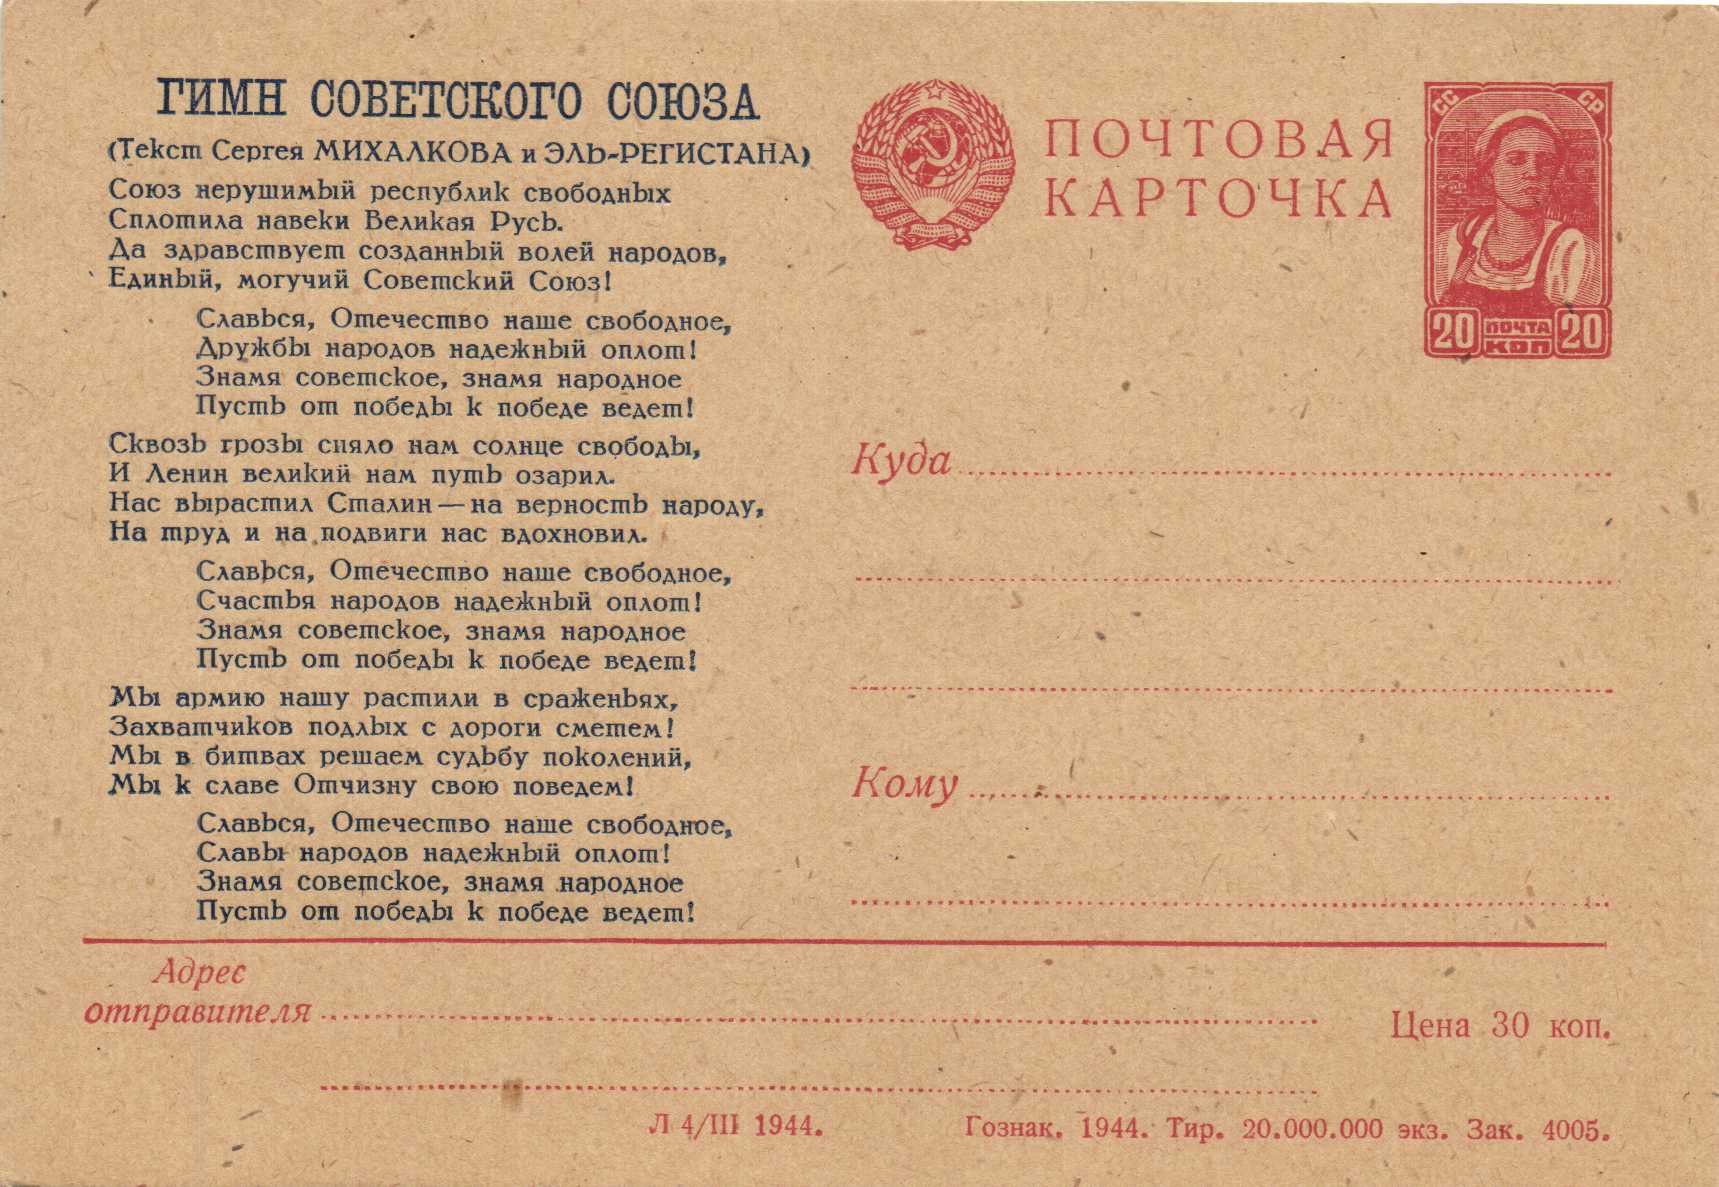 ГИМН СОВЕТСКОГО СОЮЗА
(Текст Сергея МИХАЛКОВА и ЭЛЬ-РЕГИСТАНА)
Союз нерушимый республик свободных
Сплотила навеки Великая Русь.
Да здравствует созданный волей народов,
Единый, могучий Советский Союз!
Славься, Отечество наше свободное,
Дружбы народов надежный оплот!
Знамя советское, знамя народное
Пусть от победы к победе ведет!
Сквозь грозы сияло нам солнце свободы,
И Ленин великий нам путь озарил.
Нас вырастил Сталин — на верность народу,
На труд и на подвиги нас вдохновил.
Славься, Отечество наше свободное,
Счастья народов надежный оплот!
Знамя советское, знамя народное
Пусть от победы к победе ведет!
Мы армию нашу растили в сраженьях,
Захватчиков подлых с дороги сметем!
Мы в битвах решаем судьбу поколений,
Мы к славе Отчизну свою поведем!
Славься, Отечество наше свободное,
Славы народов надежный оплот!
Знамя советское, знамя народное
Пусть от победы к победе ведет!
ПОЧТОВАЯ
КАРТОЧКА
СС СР
20 ПОЧТА 20
КОП
Куда
Кому
Адрес
отправителя
Цена 30 коп.
Л 4/III 1944.
Гознак. 1944. Тир. 20.000.000 экз. Зак. 4005.